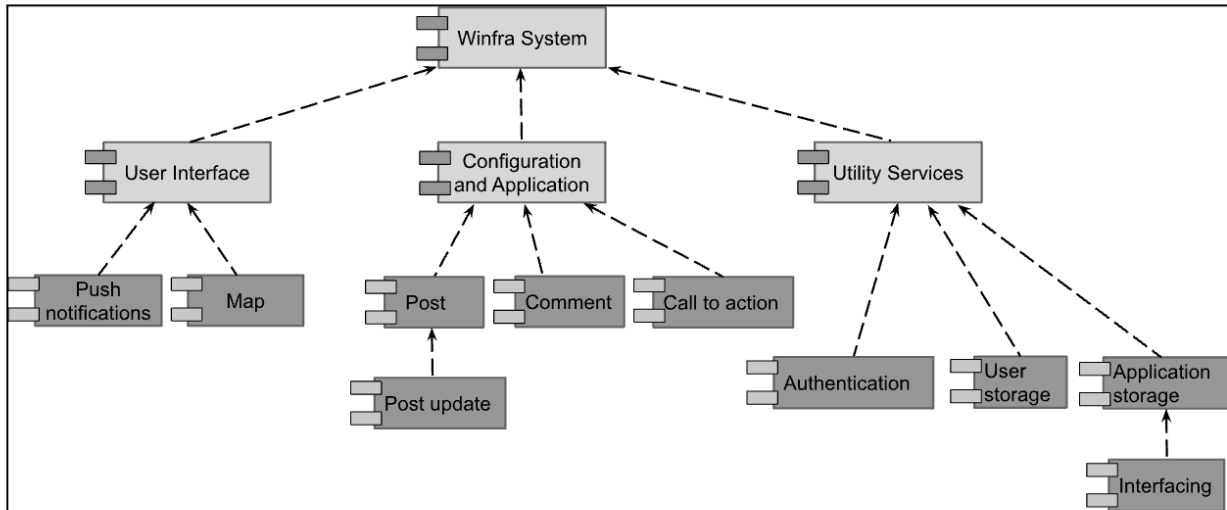 Winfra System
User Interface
Configuration
and Application
Utility Services
Push
notifications
Map
Post
Comment
Call to action
Post update
Authentication
User
storage
Application
storage
Interfacing